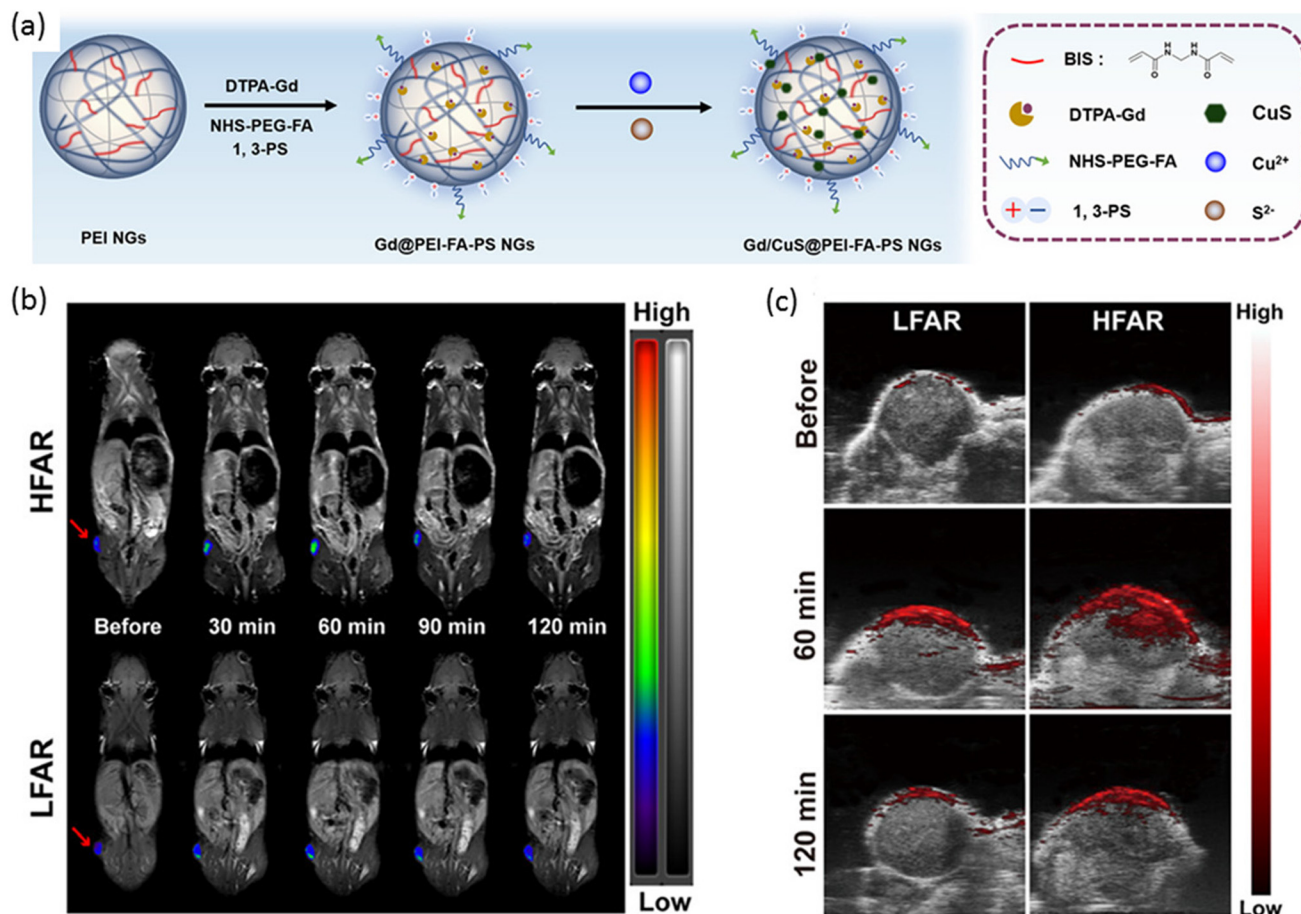 (a)
DTPA-Gd
NHS-PEG-FA
1, 3-PS
PEI NGs
Gd@PEI-FA-PS NGs
Gd/CuS@PEI-FA-PS NGs
BIS :
H
N
H
N
O
O
DTPA-Gd
CuS
NHS-PEG-FA
Cu²⁺
+ −
1, 3-PS
S²⁻
(b)
High
HFAR
Before
30 min
60 min
90 min
120 min
LFAR
Low
(c)
LFAR
HFAR
High
Before
60 min
120 min
Low